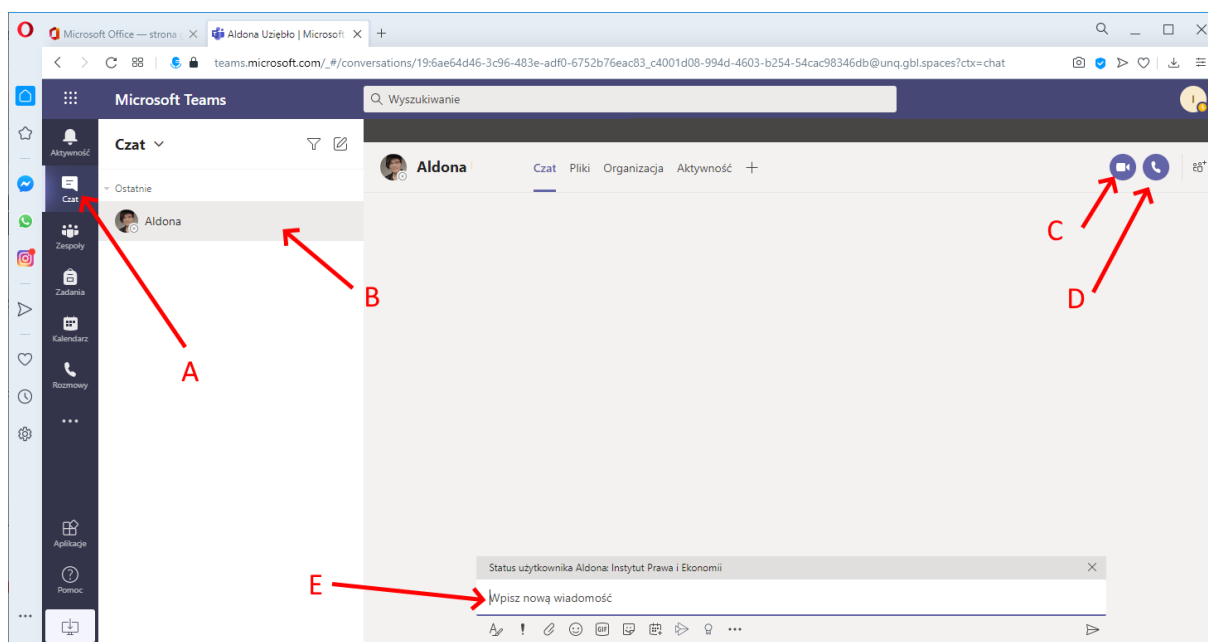 Microsoft Office — strona g
Aldona Uziębło | Microsoft
teams.microsoft.com/_#/conversations/19:6ae64d46-3c96-483e-adf0-6752b76eac83_c4001d08-994d-4603-b254-54cac98346db@unq.gbl.spaces?ctx=chat
Microsoft Teams
Wyszukiwanie
I
Aktywność
Czat
Aldona
Czat Pliki Organizacja Aktywność
Czat
Ostatnie
Aldona
Zespoły
Zadania
Kalendarz
Rozmowy
A
B
C
D
Aplikacje
Pomoc
Status użytkownika Aldona: Instytut Prawa i Ekonomii
E
Wpisz nową wiadomość
GIF